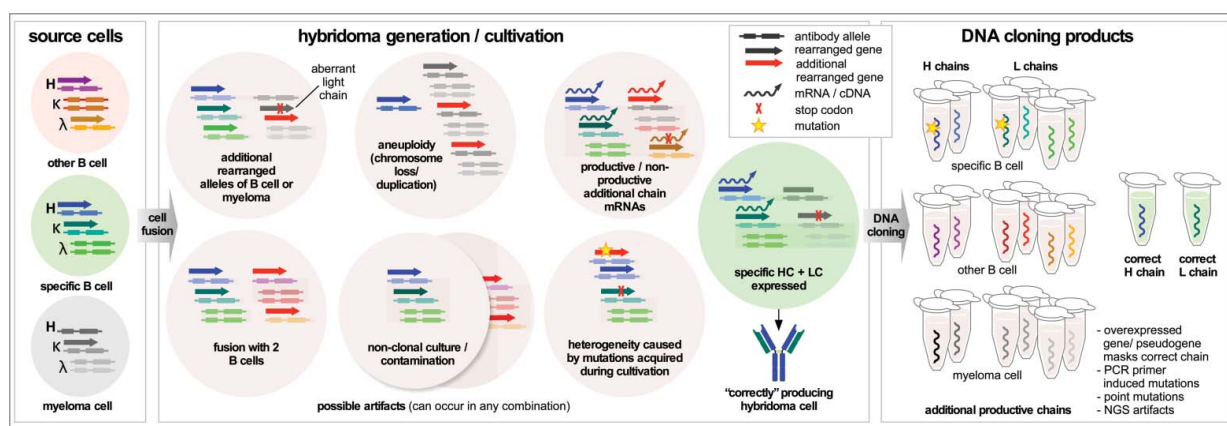 source cells
H
κ
λ
other B cell
H
κ
λ
specific B cell
H
κ
λ
myeloma cell
cell
fusion
hybridoma generation / cultivation
aberrant
light
chain
additional
rearranged
alleles of B cell or
myeloma
aneuploidy
(chromosome
loss/
duplication)
productive / non-
productive
additional chain
mRNAs
antibody allele
rearranged gene
additional
rearranged gene
mRNA / cDNA
stop codon
mutation
fusion with 2
B cells
non-clonal culture /
contamination
heterogeneity caused
by mutations acquired
during cultivation
possible artifacts (can occur in any combination)
specific HC + LC
expressed
"correctly" producing
hybridoma cell
DNA
cloning
DNA cloning products
H chains
L chains
specific B cell
other B cell
myeloma cell
additional productive chains
correct
H chain
correct
L chain
- overexpressed
gene/ pseudogene
masks correct chain
- PCR primer
induced mutations
- point mutations
- NGS artifacts